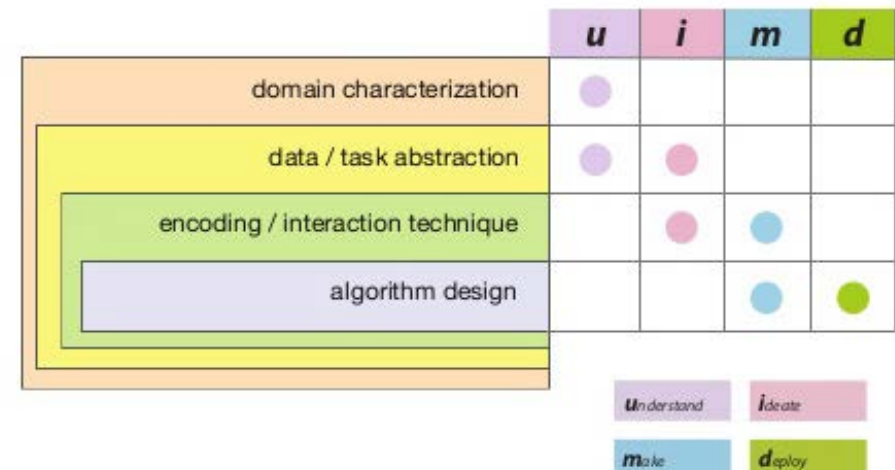 u i m d
domain characterization
data / task abstraction
encoding / interaction technique
algorithm design
understand ideate
make deploy